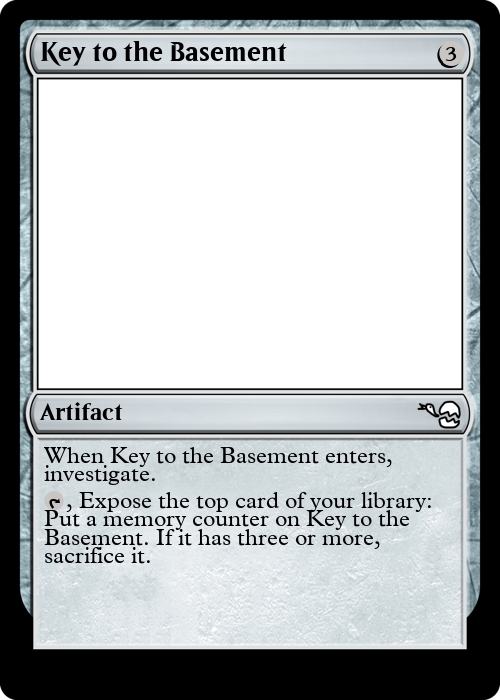 Key to the Basement 3
Artifact
When Key to the Basement enters,
investigate.
, Expose the top card of your library:
Put a memory counter on Key to the
Basement. If it has three or more,
sacrifice it.